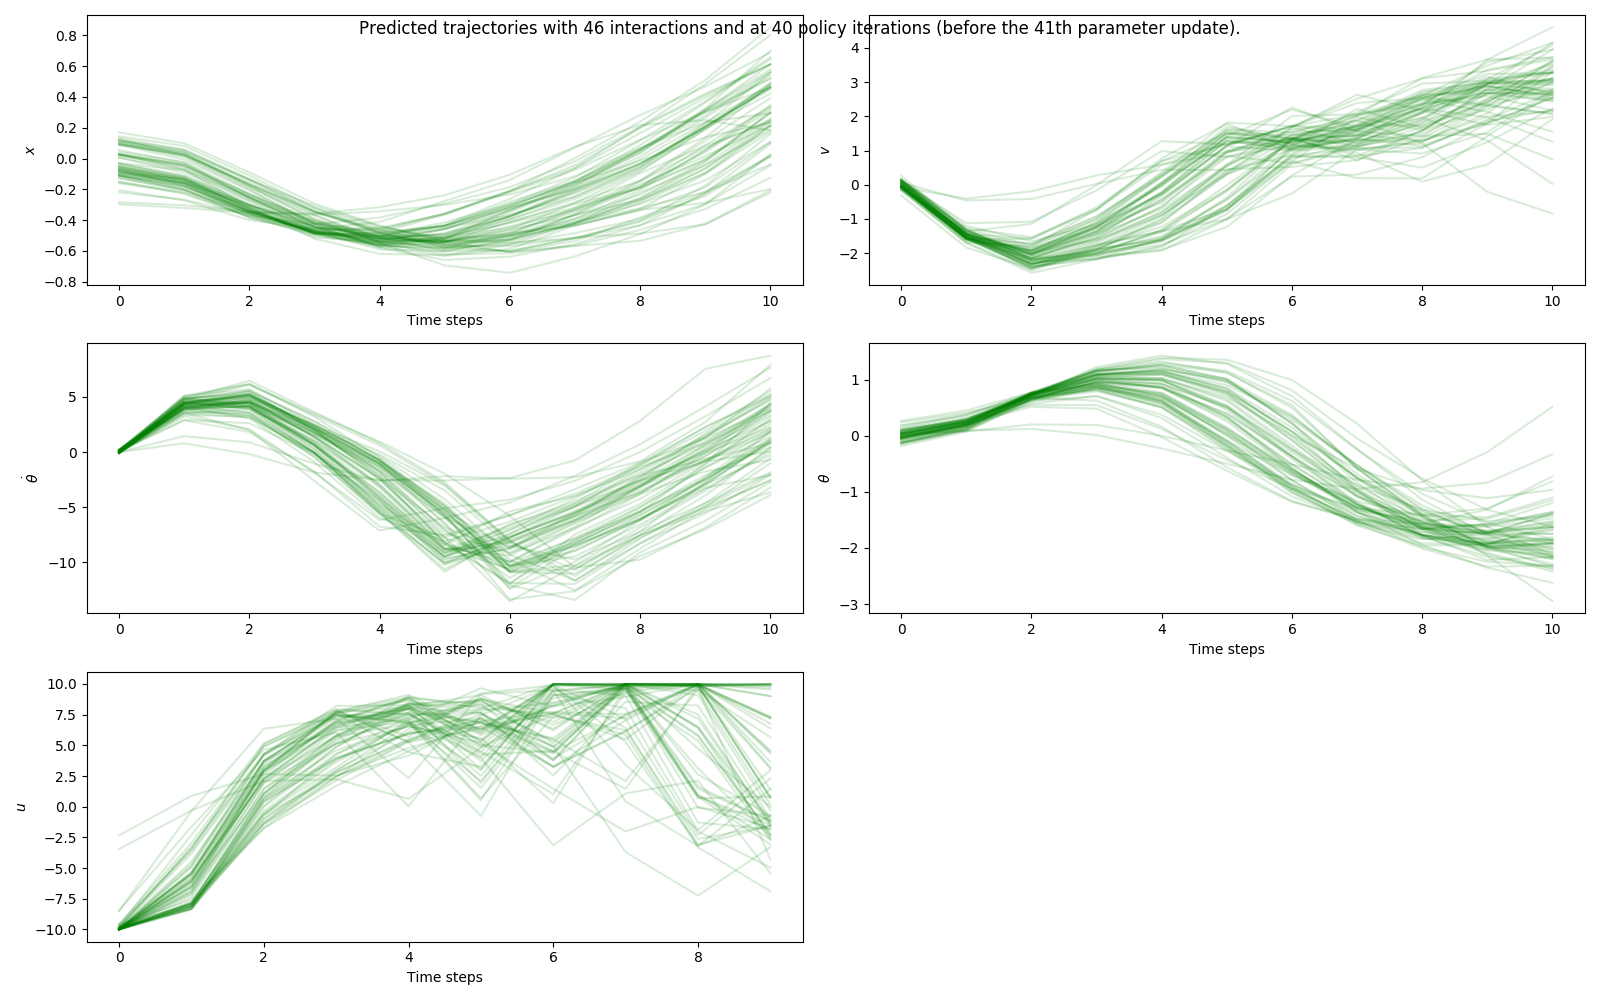 Predicted trajectories with 46 interactions and at 40 policy iterations (before the 41th parameter update).
0.8
0.6
0.4
0.2
0.0
−0.2
−0.4
−0.6
−0.8
x
0 2 4 6 8 10
Time steps
4
3
2
1
0
−1
−2
v
0 2 4 6 8 10
Time steps
5
0
−5
−10
θ̇
0 2 4 6 8 10
Time steps
1
0
−1
−2
−3
θ
0 2 4 6 8 10
Time steps
10.0
7.5
5.0
2.5
0.0
−2.5
−5.0
−7.5
−10.0
u
0 2 4 6 8
Time steps